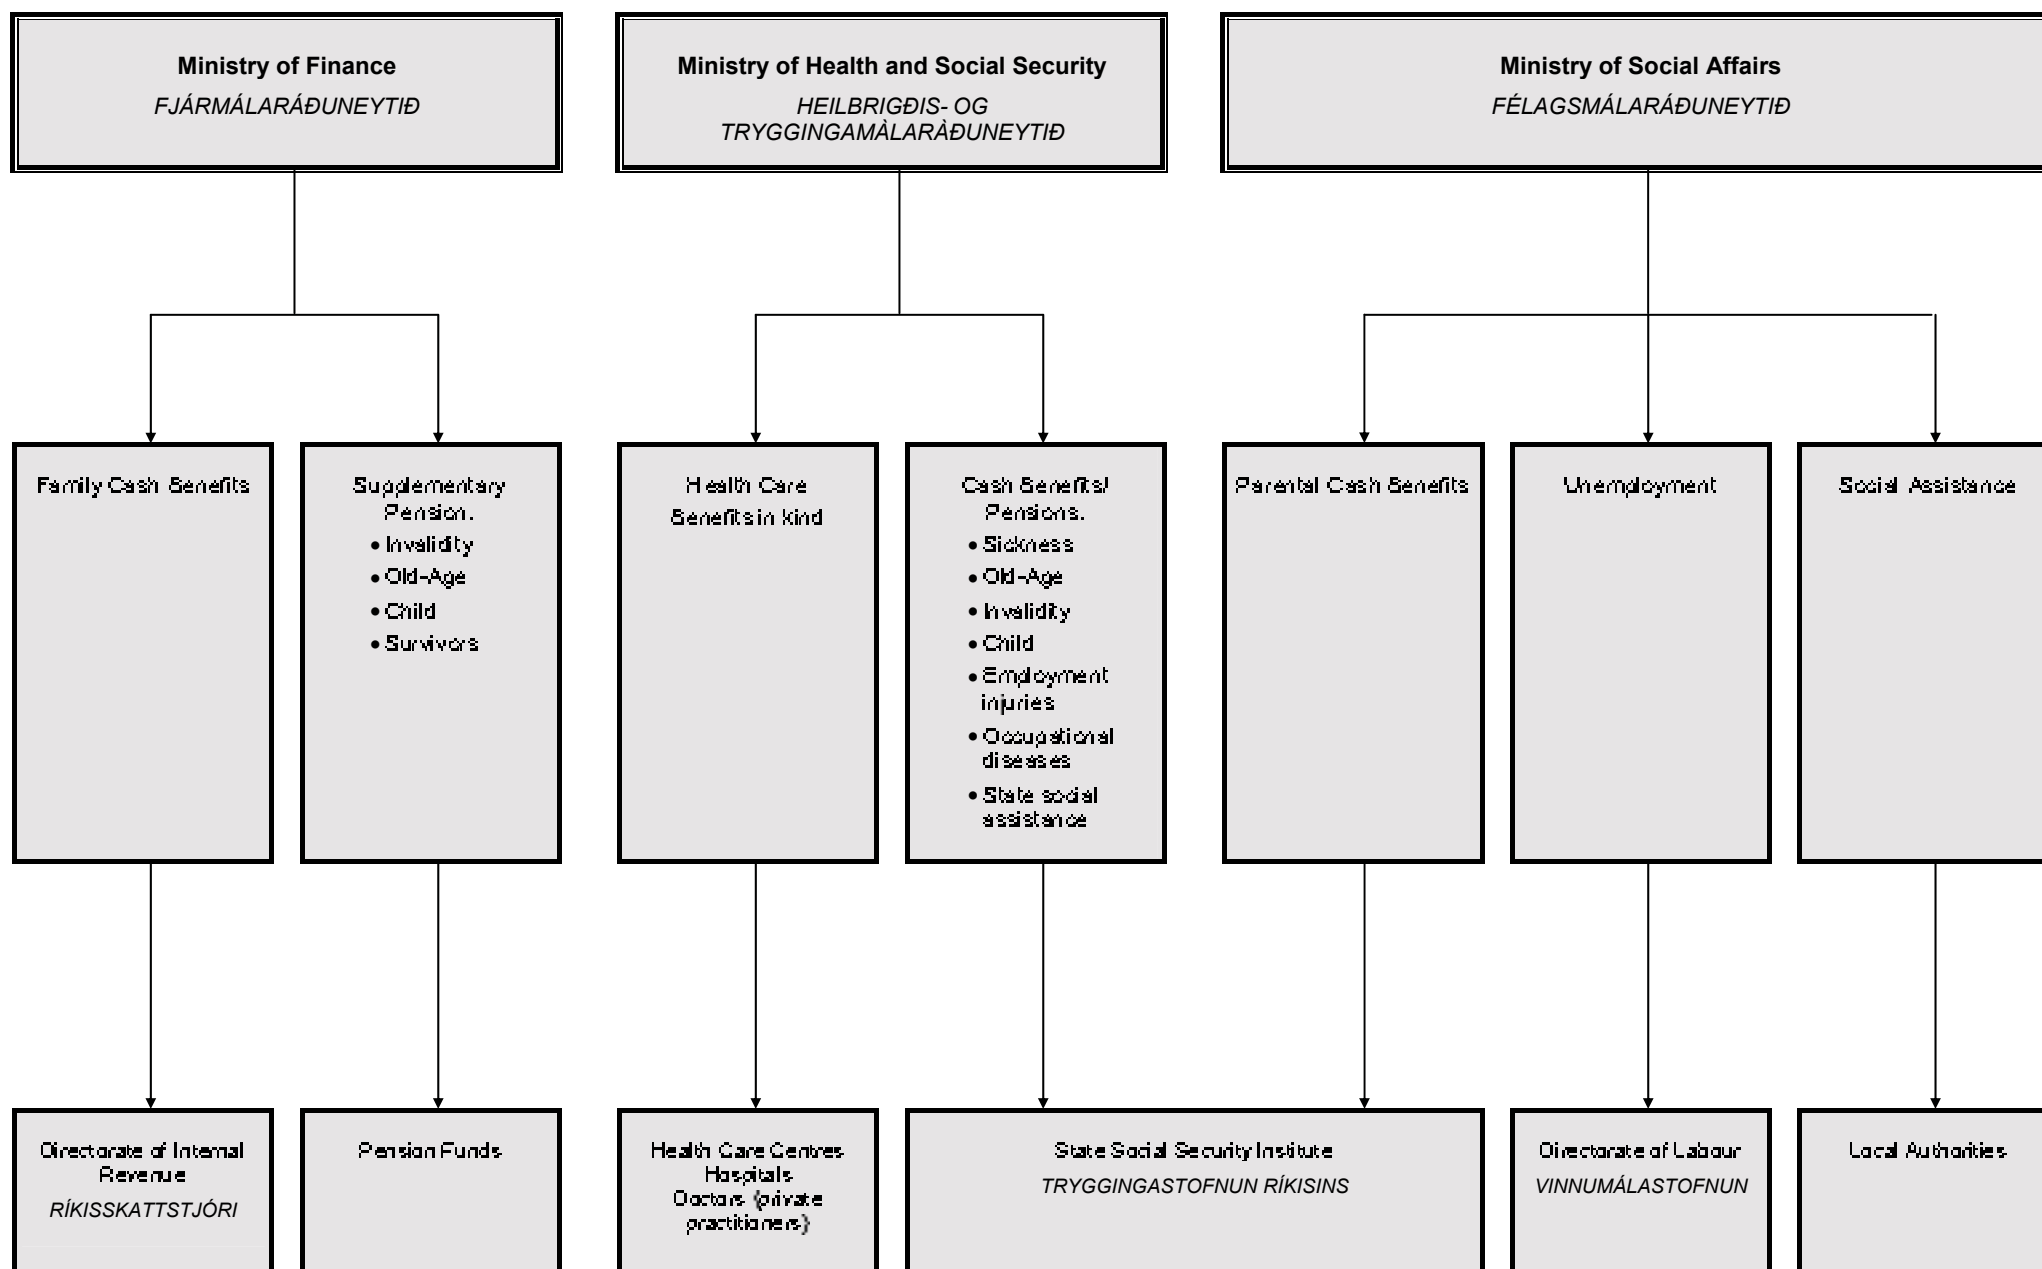 Ministry of Finance
FJÁRMÁLARÁÐUNEYTIÐ
Ministry of Health and Social Security
HEILBRIGÐIS- OG
TRYGGINGAMÀLARÀÐUNEYTIÐ
Ministry of Social Affairs
FÉLAGSMÁLARÁÐUNEYTIÐ
Family Cash Benefits
Supplementary
Pension.
• Invalidity
• Old-Age
• Child
• Survivors
Health Care
Benefits in kind
Cash Benefits/
Pensions.
• Sickness
• Old-Age
• Invalidity
• Child
• Employment
injuries
• Occupational
diseases
• State social
assistance
Parental Cash Benefits
Unemployment
Social Assistance
Directorate of Internal
Revenue
RÍKISSKATTSTJÓRI
Pension Funds
Health Care Centres
Hospitals
Doctors (private
practitioners)
State Social Security Institute
TRYGGINGASTOFNUN RÍKISINS
Directorate of Labour
VINNUMÁLASTOFNUN
Local Authorities